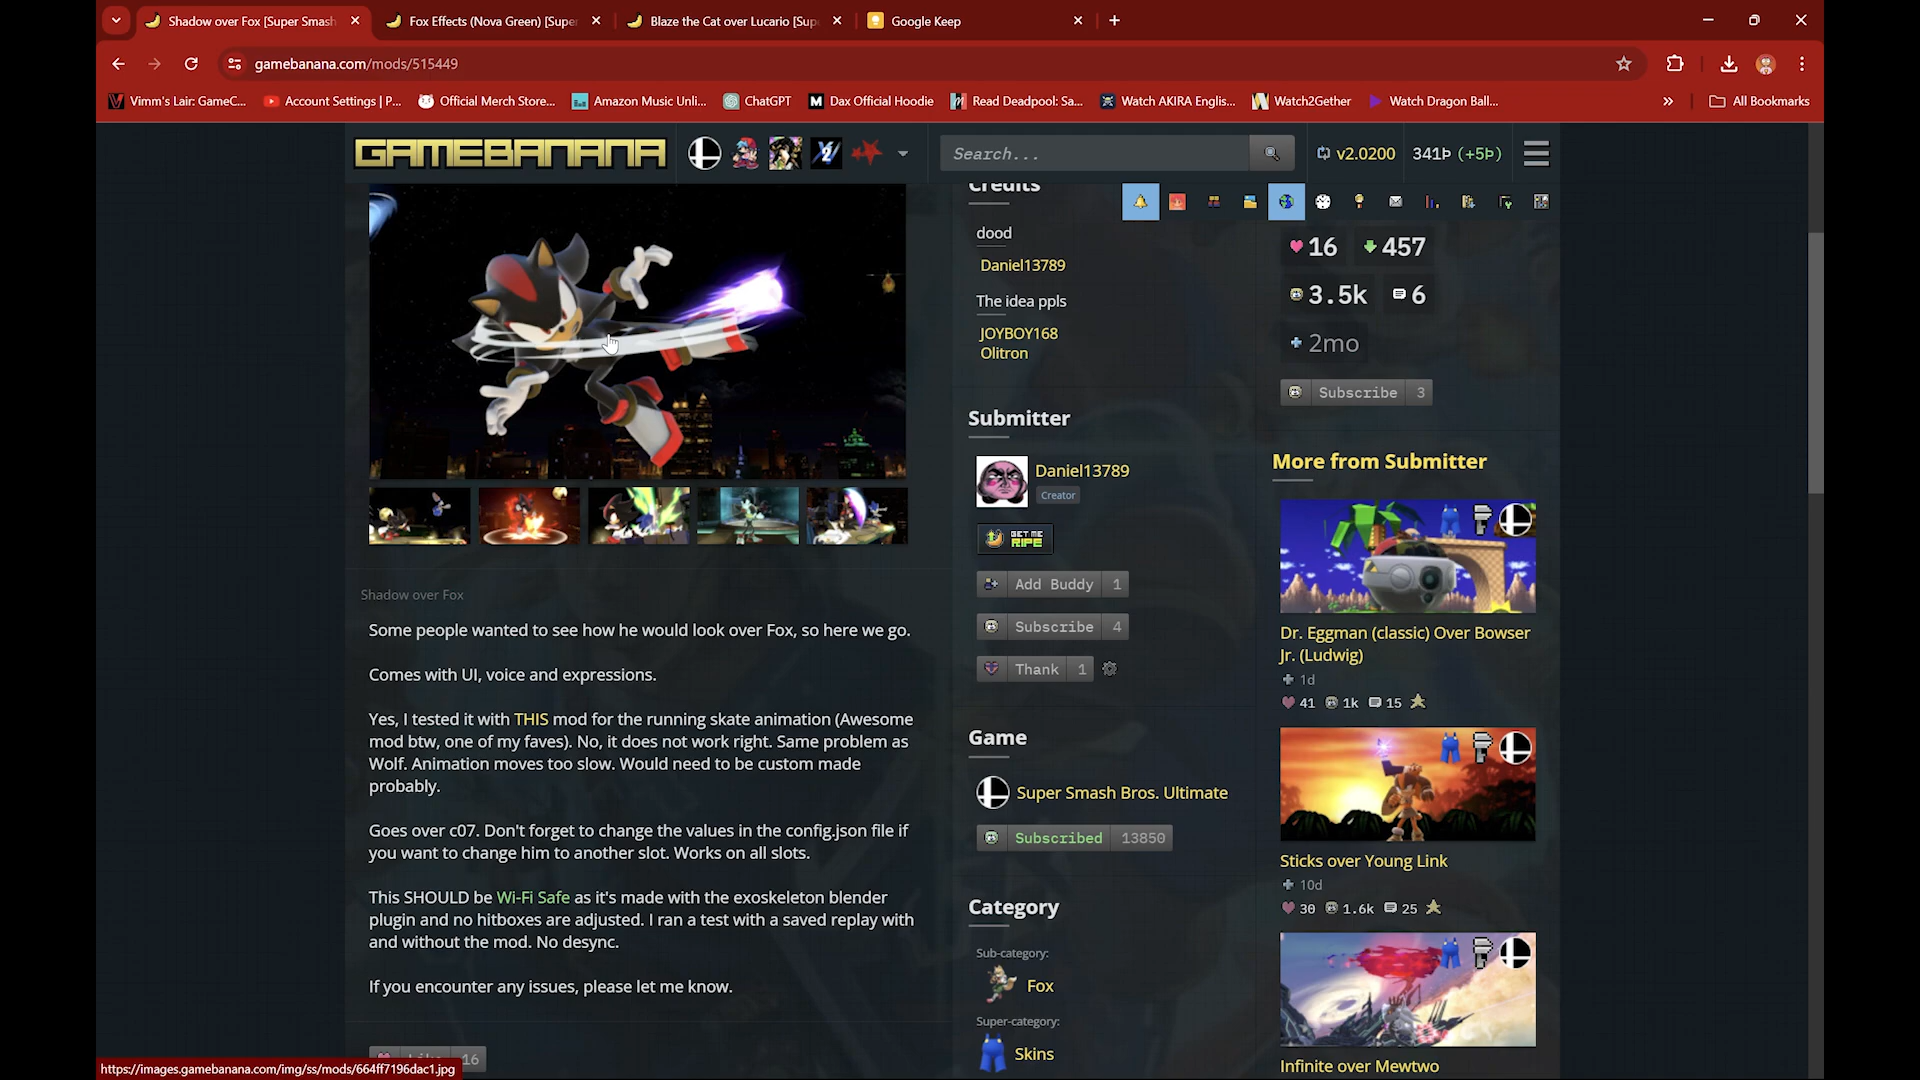 Shadow over Fox [Super Smash
Fox Effects (Nova Green) [Super
Blaze the Cat over Lucario [Sup
Google Keep
gamebanana.com/mods/515449
Vimm's Lair: GameC...
Account Settings | P...
Official Merch Store...
Amazon Music Unli...
ChatGPT
Dax Official Hoodie
Read Deadpool: Sa...
Watch AKIRA Englis...
Watch2Gether
Watch Dragon Ball...
All Bookmarks
GAMEBANANA
Search...
v2.0200
341Þ (+5Þ)
Shadow over Fox
Some people wanted to see how he would look over Fox, so here we go.
Comes with UI, voice and expressions.
Yes, I tested it with THIS mod for the running skate animation (Awesome
mod btw, one of my faves). No, it does not work right. Same problem as
Wolf. Animation moves too slow. Would need to be custom made
probably.
Goes over c07. Don't forget to change the values in the config.json file if
you want to change him to another slot. Works on all slots.
This SHOULD be Wi-Fi Safe as it's made with the exoskeleton blender
plugin and no hitboxes are adjusted. I ran a test with a saved replay with
and without the mod. No desync.
If you encounter any issues, please let me know.
Like 16
https://images.gamebanana.com/img/ss/mods/664ff7196dac1.jpg
Credits
dood
Daniel13789
The idea ppls
JOYBOY168
Olitron
Submitter
Daniel13789
Creator
GET ME
RIPE
Add Buddy 1
Subscribe 4
Thank 1
Game
Super Smash Bros. Ultimate
Subscribed 13850
Category
Sub-category:
Fox
Super-category:
Skins
16 457
3.5k 6
2mo
Subscribe 3
More from Submitter
Dr. Eggman (classic) Over Bowser
Jr. (Ludwig)
1d
41 1k 15
Sticks over Young Link
10d
30 1.6k 25
Infinite over Mewtwo